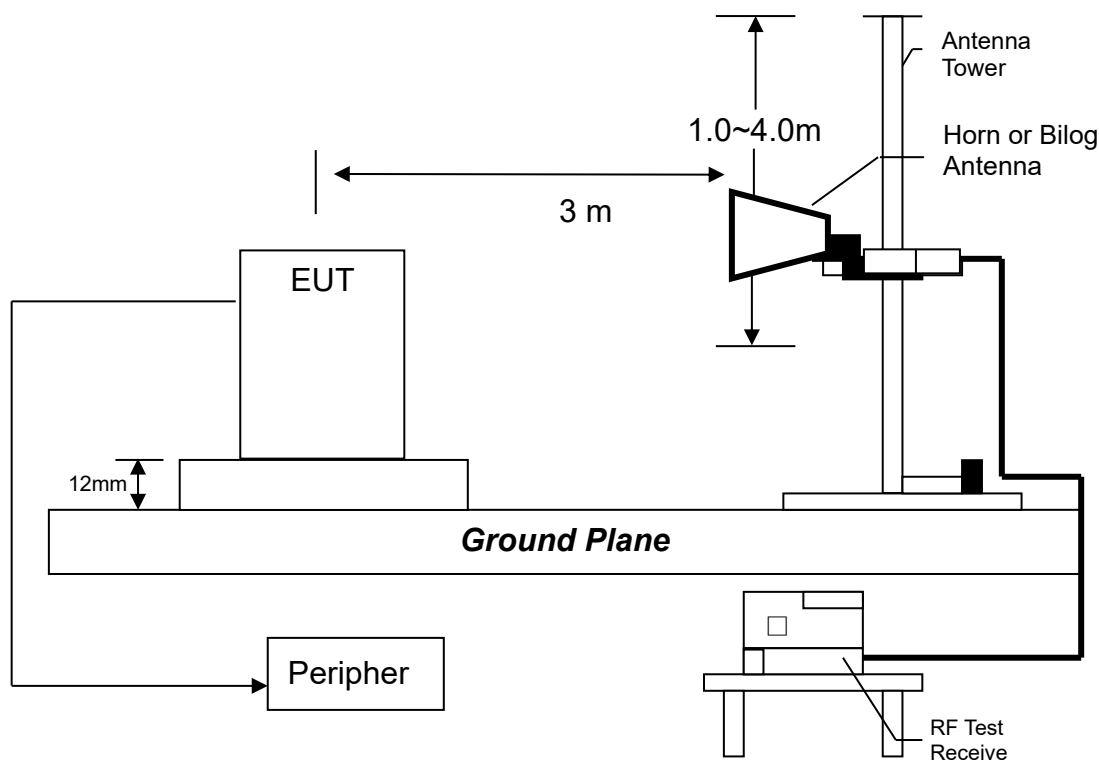 Antenna
Tower
1.0~4.0m
Horn or Bilog
Antenna
3 m
EUT
12mm
Ground Plane
Peripher
RF Test
Receive